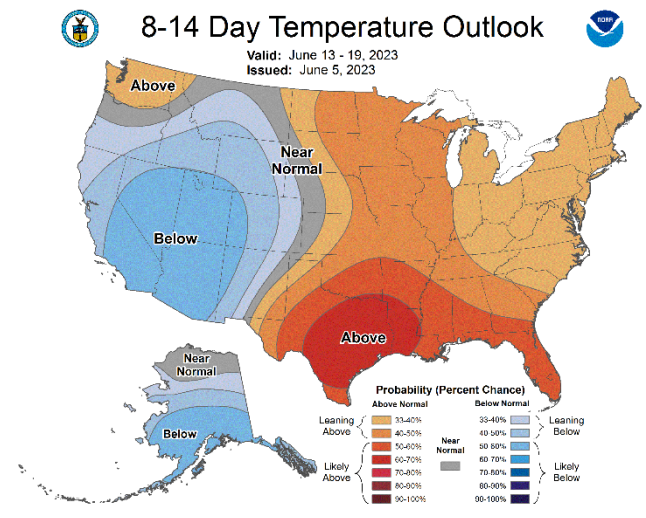 8-14 Day Temperature Outlook
Valid: June 13 - 19, 2023
Issued: June 5, 2023
NOAA
Above
Near
Normal
Below
Above
Near
Normal
Below
Probability (Percent Chance)
Above Normal
Below Normal
Leaning
Above
33-40%
40-50%
Likely
Above
50-60%
60-70%
70-80%
80-90%
90-100%
Near
Normal
33-40%
40-50%
Leaning
Below
50-60%
60-70%
70-80%
80-90%
90-100%
Likely
Below